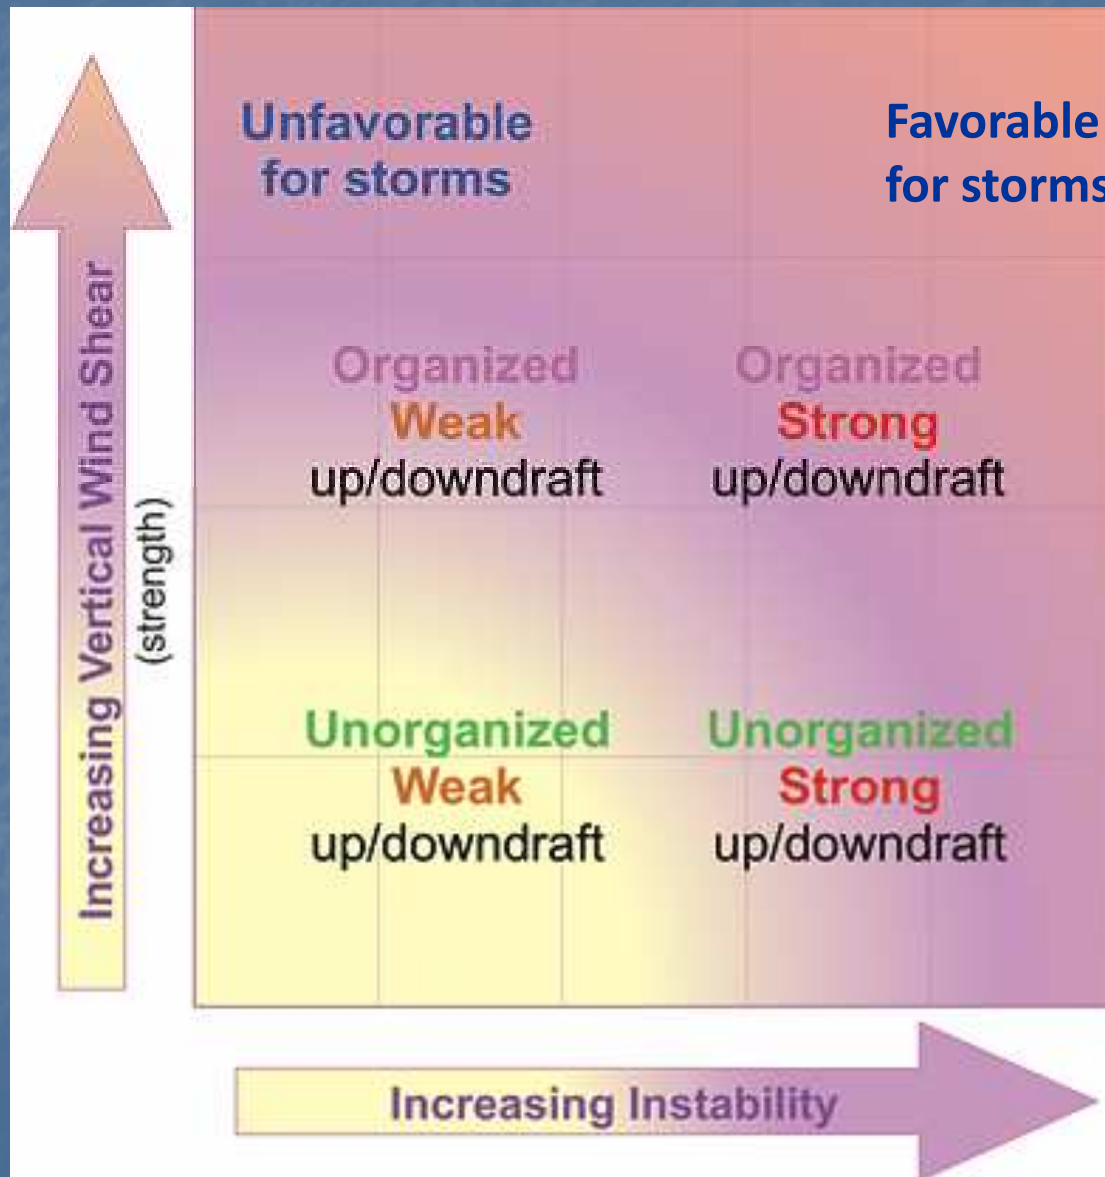 Unfavorable
for storms
Favorable
for storms
Increasing Vertical Wind Shear
(strength)
Organized
Weak
up/downdraft
Organized
Strong
up/downdraft
Unorganized
Weak
up/downdraft
Unorganized
Strong
up/downdraft
Increasing Instability